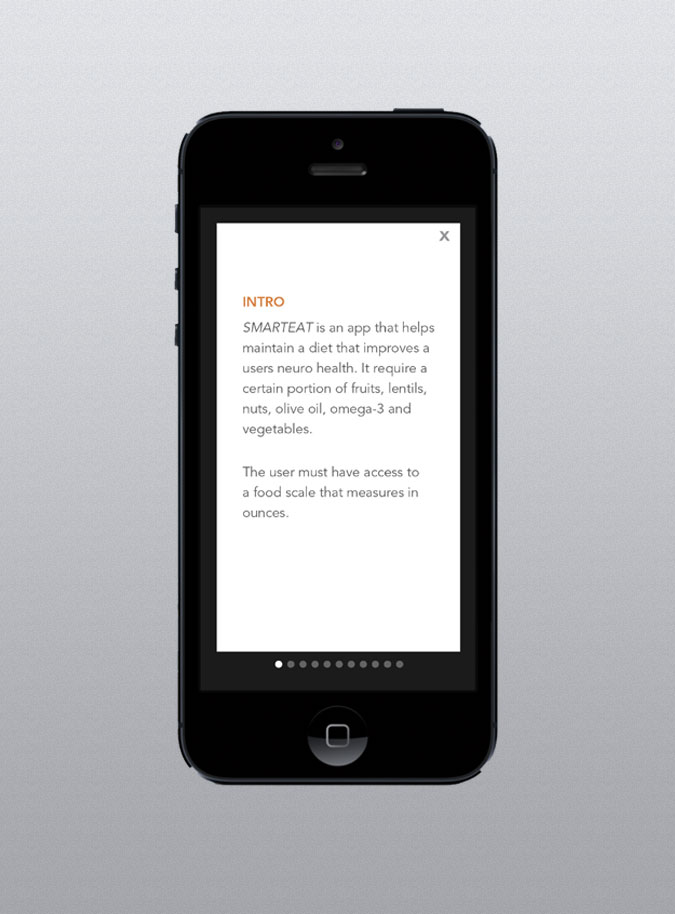 X
INTRO
SMARTEAT is an app that helps
maintain a diet that improves a
users neuro health. It require a
certain portion of fruits, lentils,
nuts, olive oil, omega-3 and
vegetables.
The user must have access to
a food scale that measures in
ounces.